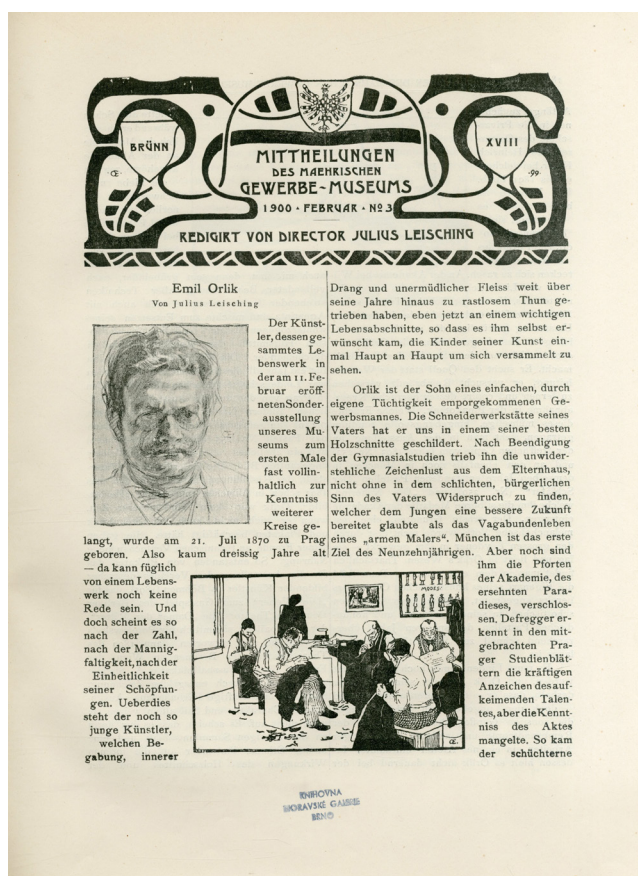 BRÜNN
XVIII
Œ
·99·
MITTHEILUNGEN
DES MAEHRISCHEN
GEWERBE-MUSEUMS
1900 · FEBRUAR · Nº 3
REDIGIRT VON DIRECTOR JULIUS LEISCHING
Emil Orlik
Von Julius Leisching
Der Künst-
ler, dessen ge-
sammtes Le-
benswerk in
der am 11. Fe-
bruar eröff-
neten Sonder-
ausstellung
unseres Mu-
seums zum
ersten Male
fast vollin-
haltlich zur
Kenntniss
weiterer
Kreise ge-
langt, wurde am 21. Juli 1870 zu Prag
geboren. Also kaum dreissig Jahre alt
— da kann füglich
von einem Lebens-
werk noch keine
Rede sein. Und
doch scheint es so
nach der Zahl,
nach der Mannig-
faltigkeit, nach der
Einheitlichkeit
seiner Schöpfun-
gen. Ueberdies
steht der noch so
junge Künstler,
welchen Be-
gabung, innerer
Drang und unermüdlicher Fleiss weit über
seine Jahre hinaus zu rastlosem Thun ge-
trieben haben, eben jetzt an einem wichtigen
Lebensabschnitte, so dass es ihm selbst er-
wünscht kam, die Kinder seiner Kunst ein-
mal Haupt an Haupt um sich versammelt zu
sehen.
Orlik ist der Sohn eines einfachen, durch
eigene Tüchtigkeit emporgekommenen Ge-
werbsmannes. Die Schneiderwerkstätte seines
Vaters hat er uns in einem seiner besten
Holzschnitte geschildert. Nach Beendigung
der Gymnasialstudien trieb ihn die unwider-
stehliche Zeichenlust aus dem Elternhaus,
nicht ohne in dem schlichten, bürgerlichen
Sinn des Vaters Widerspruch zu finden,
welcher dem Jungen eine bessere Zukunft
bereitet glaubte als das Vagabundenleben
eines „armen Malers“. München ist das erste
Ziel des Neunzehnjährigen. Aber noch sind
ihm die Pforten
der Akademie, des
ersehnten Para-
dieses, verschlos-
sen. Defregger er-
kennt in den mit-
gebrachten Pra-
ger Studienblät-
tern die kräftigen
Anzeichen des auf-
keimenden Talen-
tes, aber die Kennt-
niss des Aktes
mangelte. So kam
der schüchterne
MODES
Œ.
KNIHOVNA
MORAVSKÉ GALERIE
BRNO